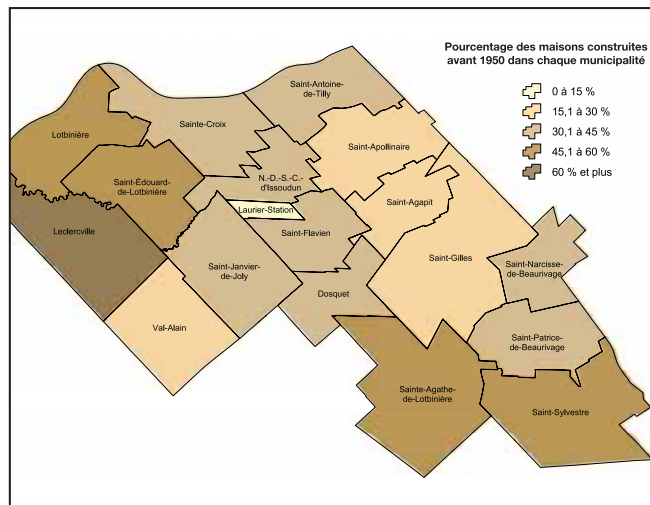 Pourcentage des maisons construites
avant 1950 dans chaque municipalité
0 à 15 %
15,1 à 30 %
30,1 à 45 %
45,1 à 60 %
60 % et plus
Saint-Antoine-
de-Tilly
Sainte-Croix
Lotbinière
Saint-Apollinaire
N.-D.-S.-C.-
d'Issoudun
Saint-Édouard-
de-Lotbinière
Saint-Agapit
Laurier-Station
Leclercville
Saint-Flavien
Saint-Gilles
Saint-Narcisse-
de-Beaurivage
Saint-Janvier-
de-Joly
Dosquet
Val-Alain
Saint-Patrice-
de-Beaurivage
Sainte-Agathe-
de-Lotbinière
Saint-Sylvestre